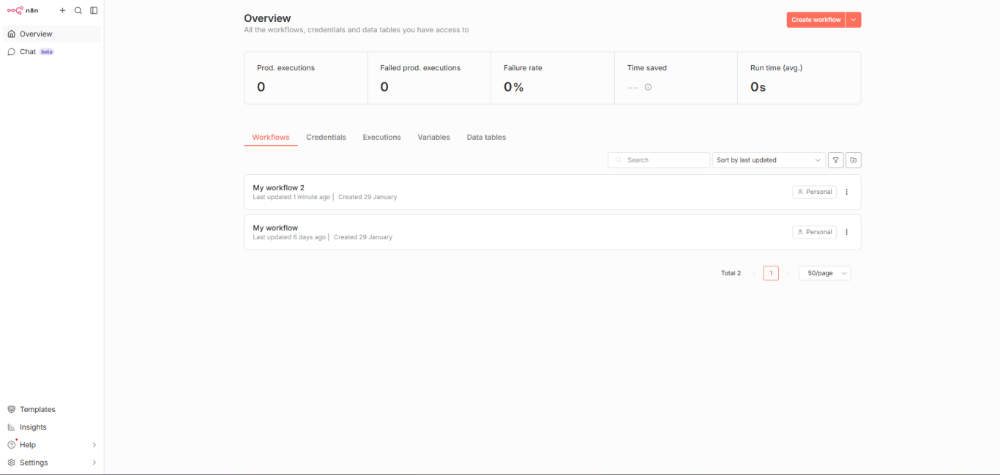 n8n
Overview
Chat beta
Templates
Insights
Help
Settings
Overview
All the workflows, credentials and data tables you have access to
Create workflow
Prod. executions
0
Failed prod. executions
0
Failure rate
0%
Time saved
--
Run time (avg.)
0s
Workflows Credentials Executions Variables Data tables
Search
Sort by last updated
My workflow 2
Last updated 1 minute ago | Created 29 January
Personal
My workflow
Last updated 6 days ago | Created 29 January
Personal
Total 2 1 50/page